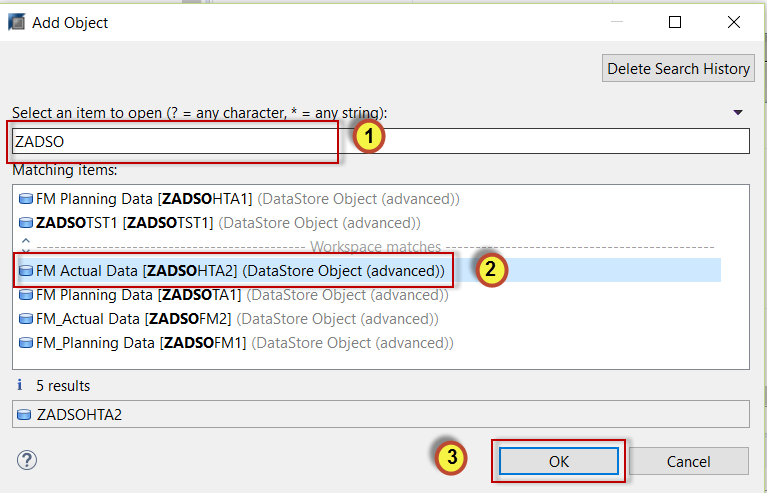 Add Object
Delete Search History
Select an item to open (? = any character, * = any string):
ZADSO
1
Matching items:
FM Planning Data [ZADSOHTA1] (DataStore Object (advanced))
ZADSOTST1 [ZADSOTST1] (DataStore Object (advanced))
Workspace matches
FM Actual Data [ZADSOHTA2] (DataStore Object (advanced))
2
FM Planning Data [ZADSOTA1] (DataStore Object (advanced))
FM_Actual Data [ZADSOFM2] (DataStore Object (advanced))
FM_Planning Data [ZADSOFM1] (DataStore Object (advanced))
i 5 results
ZADSOHTA2
?
3
OK
Cancel